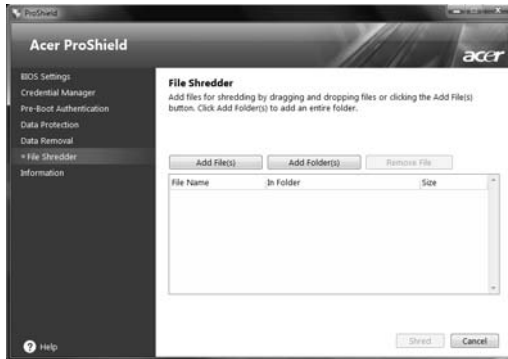 ProShield
Acer ProShield
acer
BIOS Settings
Credential Manager
Pre-Boot Authentication
Data Protection
Data Removal
File Shredder
Information
File Shredder
Add files for shredding by dragging and dropping files or clicking the Add File(s)
button. Click Add Folder(s) to add an entire folder.
Add File(s) Add Folder(s) Remove File
File Name In Folder Size
Shred Cancel
? Help